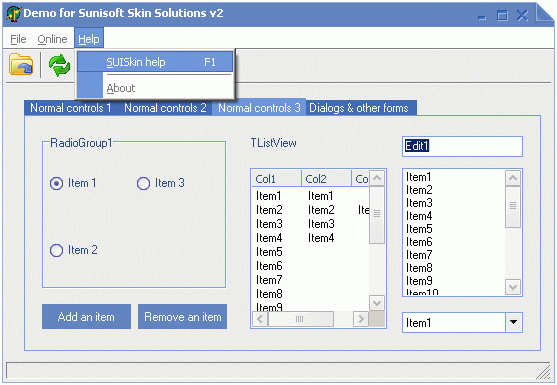 Demo for Sunisoft Skin Solutions v2
File Online Help
SUISkin help F1
About
Normal controls 1 Normal controls 2 Normal controls 3 Dialogs & other forms
RadioGroup1
Item 1 Item 3
Item 2
Add an item Remove an item
TListView
Col1 Col2 Co
Item1 Item1
Item2 Item2 Ite
Item3 Item3
Item4 Item4
Item5
Item6
Item7
Item8
Item9
Edit1
Item1
Item2
Item3
Item4
Item5
Item6
Item7
Item8
Item9
Item10
Item1